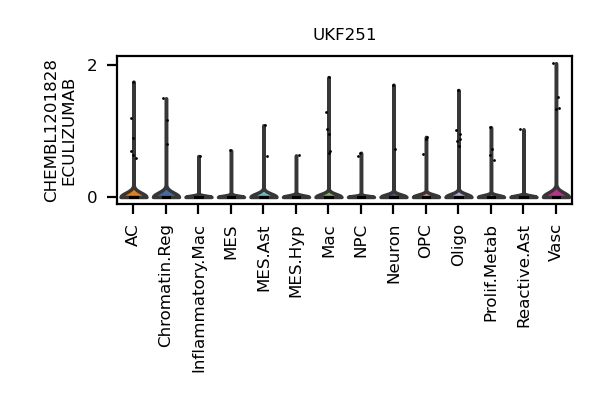 UKF251
CHEMBL1201828
ECULIZUMAB
2
0
AC
Chromatin.Reg
Inflammatory.Mac
MES
MES.Ast
MES.Hyp
Mac
NPC
Neuron
OPC
Oligo
Prolif.Metab
Reactive.Ast
Vasc